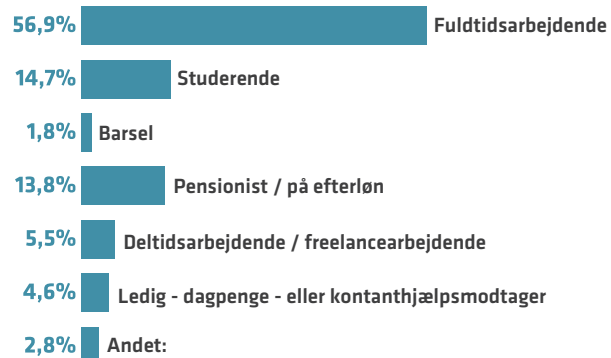 56,9% Fuldtidsarbejdende
14,7% Studerende
1,8% Barsel
13,8% Pensionist / på efterløn
5,5% Deltidsarbejdende / freelancearbejdende
4,6% Ledig - dagpenge - eller kontanthjælpsmodtager
2,8% Andet: